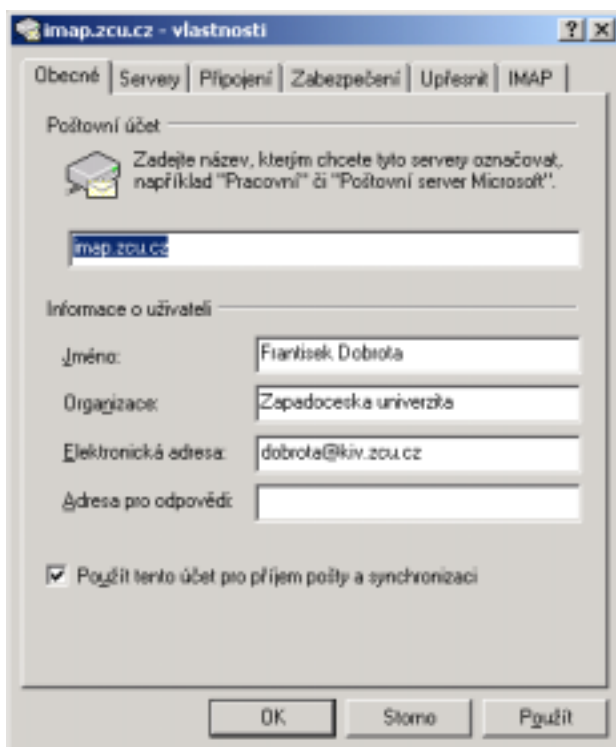 imap.zcu.cz - vlastnosti
Obecné Servery Připojení Zabezpečení Upřesnit IMAP
Poštovní účet
Zadejte název, kterým chcete tyto servery označovat,
například "Pracovní" či "Poštovní server Microsoft".
imap.zcu.cz
Informace o uživateli
Jméno: Frantisek Dobrota
Organizace: Zapadoceska univerzita
Elektronická adresa: dobrota@kiv.zcu.cz
Adresa pro odpovědi:
Použít tento účet pro příjem pošty a synchronizaci
OK Storno Použít